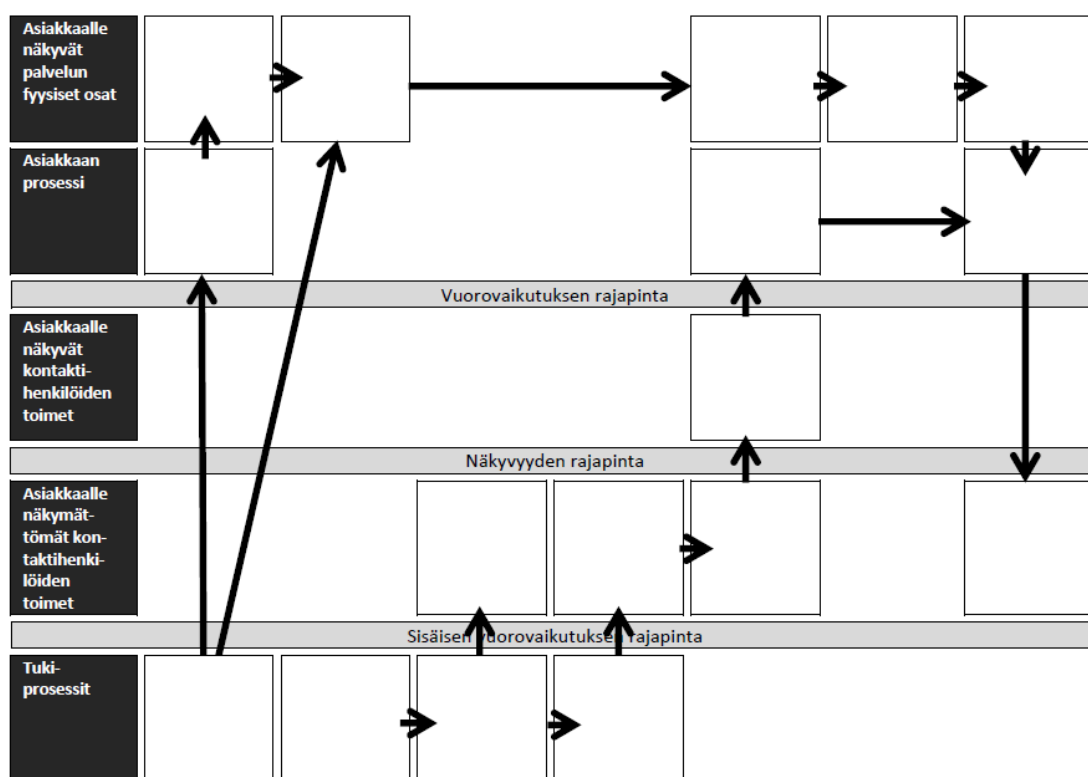 Asiakkaalle
näkyvät
palvelun
fyysiset osat
Asiakkaan
prosessi
Vuorovaikutuksen rajapinta
Asiakkaalle
näkyvät
kontakti-
henkilöiden
toimet
Näkyvyyden rajapinta
Asiakkaalle
näkymät-
tömät kon-
taktihenki-
löiden
toimet
Sisäisen vuorovaikutuksen rajapinta
Tuki-
prosessit